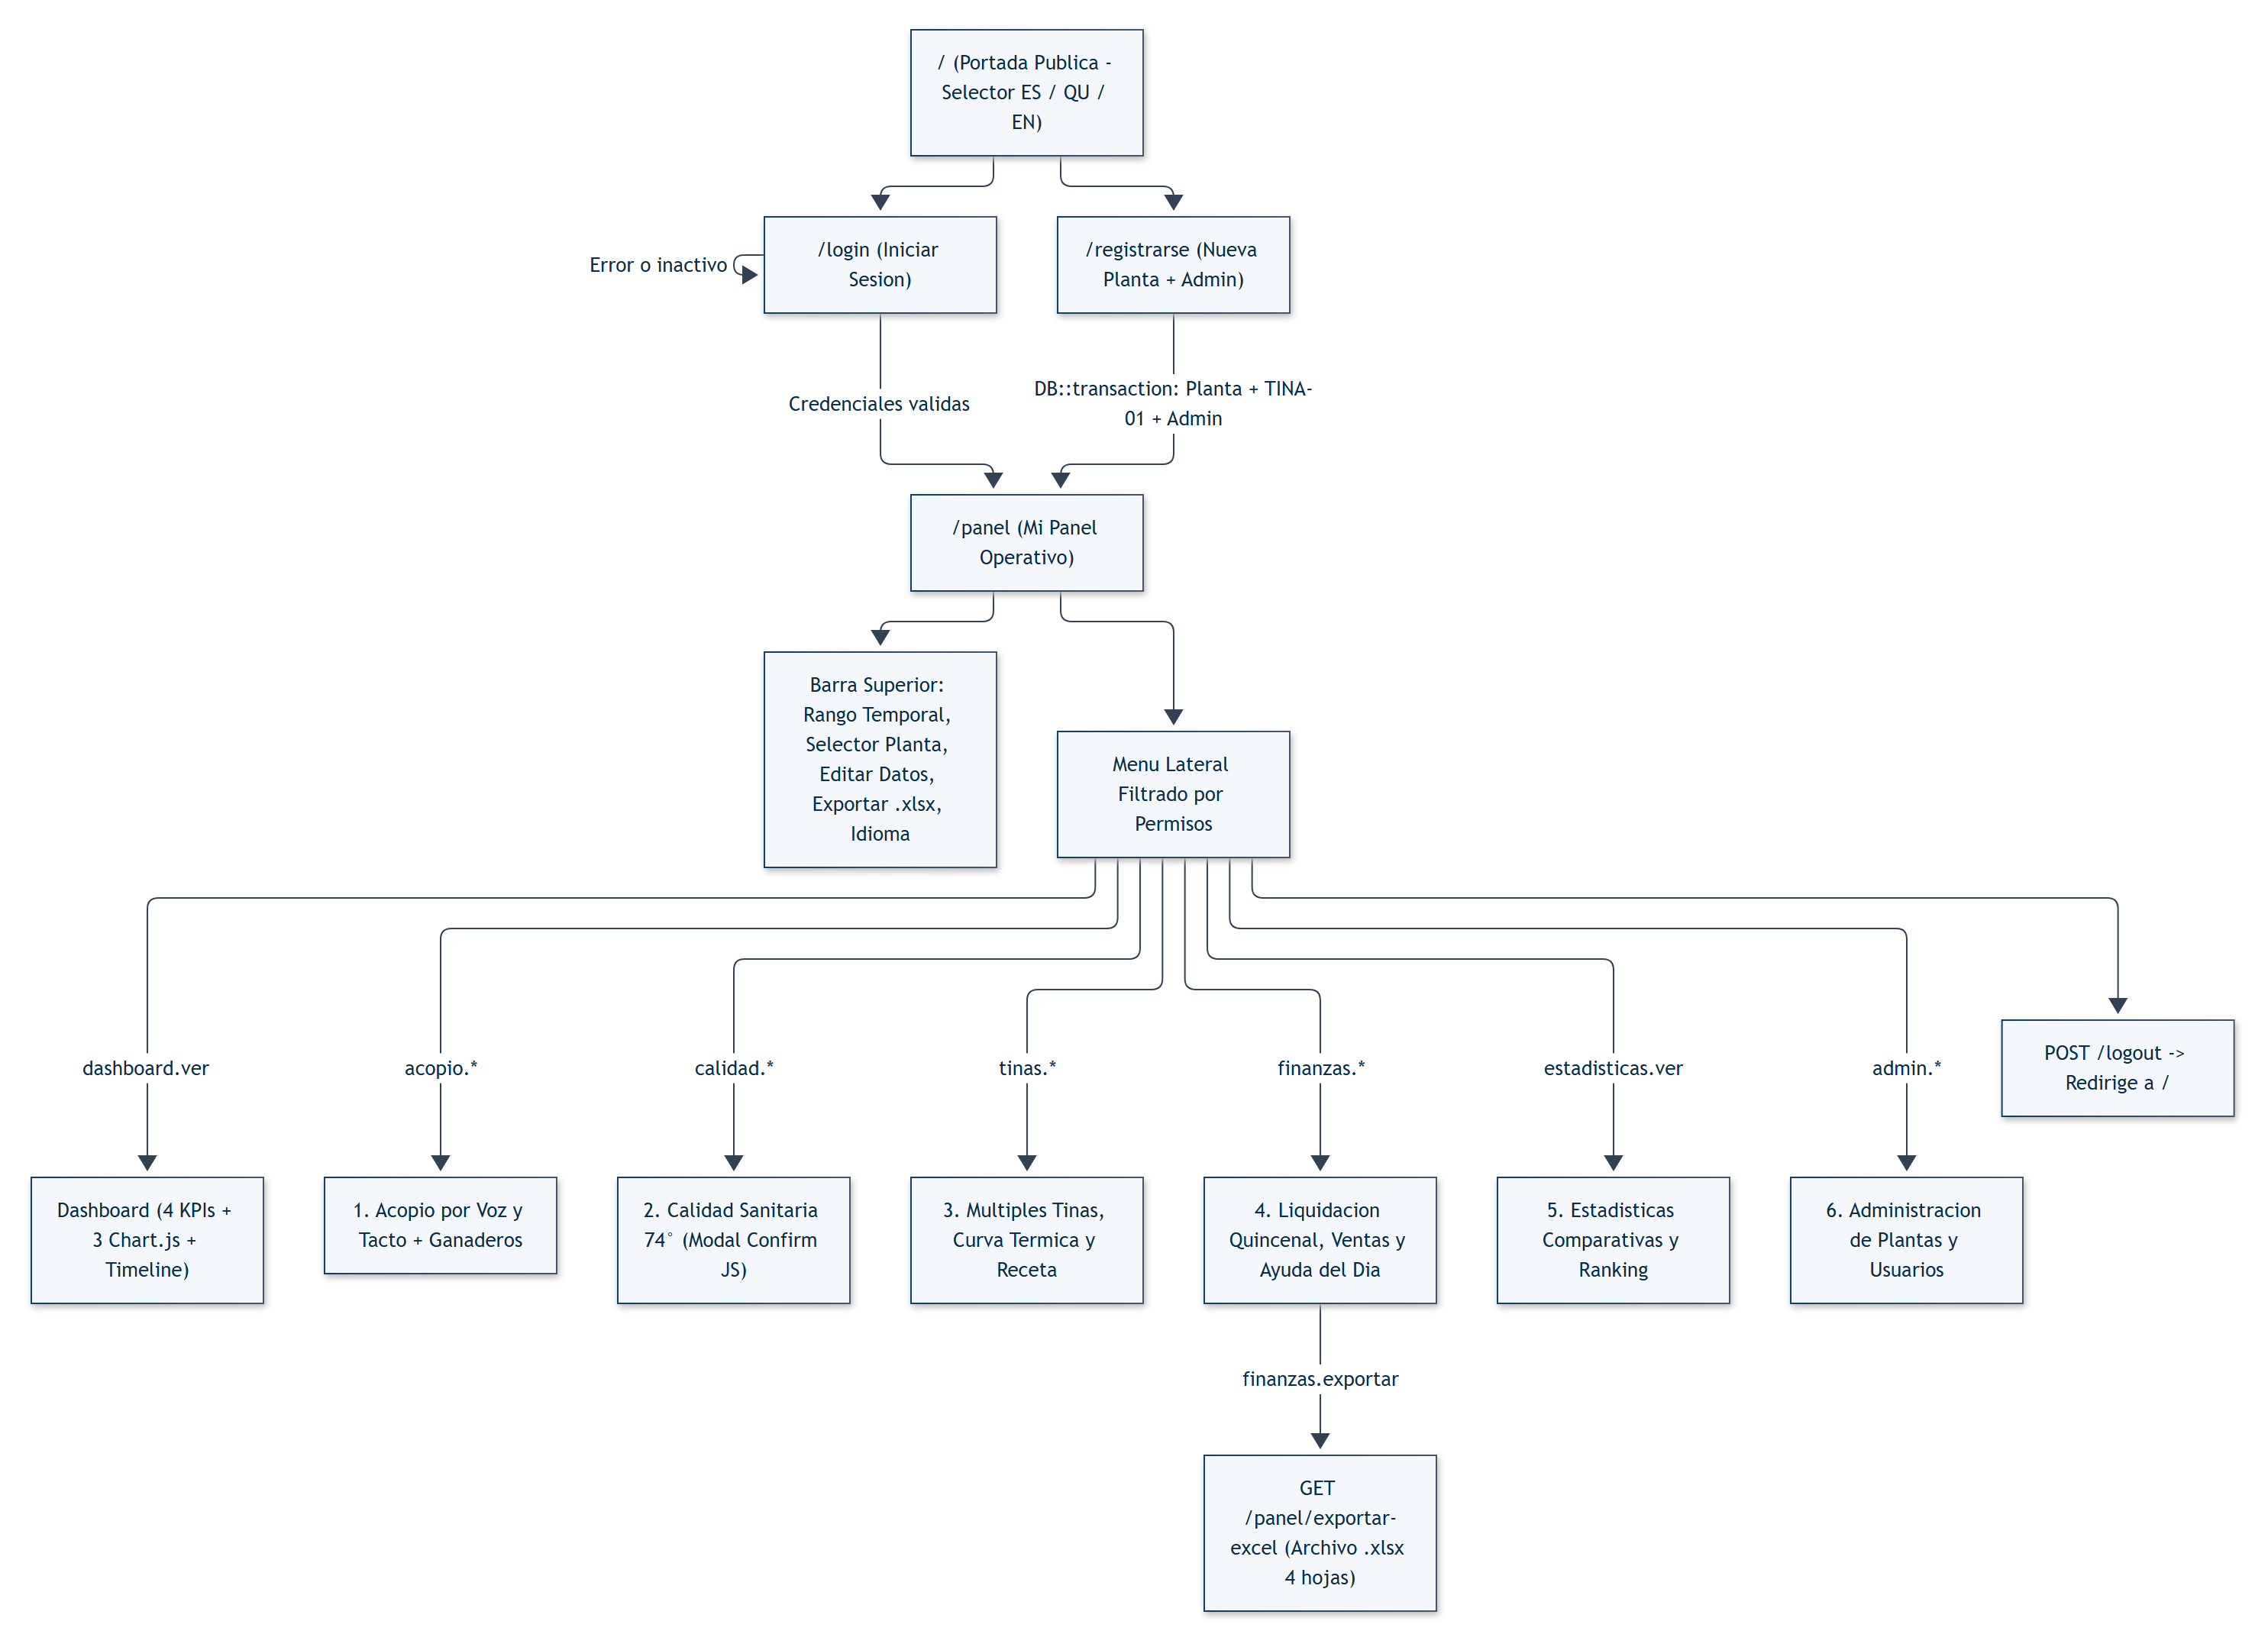 / (Portada Publica -
Selector ES / QU /
EN)
/login (Iniciar
Sesion)
/registrarse (Nueva
Planta + Admin)
Error o inactivo
Credenciales validas
DB::transaction: Planta + TINA-
01 + Admin
/panel (Mi Panel
Operativo)
Barra Superior:
Rango Temporal,
Selector Planta,
Editar Datos,
Exportar .xlsx,
Idioma
Menu Lateral
Filtrado por
Permisos
dashboard.ver
acopio.*
calidad.*
tinas.*
finanzas.*
estadisticas.ver
admin.*
POST /logout ->
Redirige a /
Dashboard (4 KPIs +
3 Chart.js +
Timeline)
1. Acopio por Voz y
Tacto + Ganaderos
2. Calidad Sanitaria
74° (Modal Confirm
JS)
3. Multiples Tinas,
Curva Termica y
Receta
4. Liquidacion
Quincenal, Ventas y
Ayuda del Dia
5. Estadisticas
Comparativas y
Ranking
6. Administracion
de Plantas y
Usuarios
finanzas.exportar
GET
/panel/exportar-
excel (Archivo .xlsx
4 hojas)